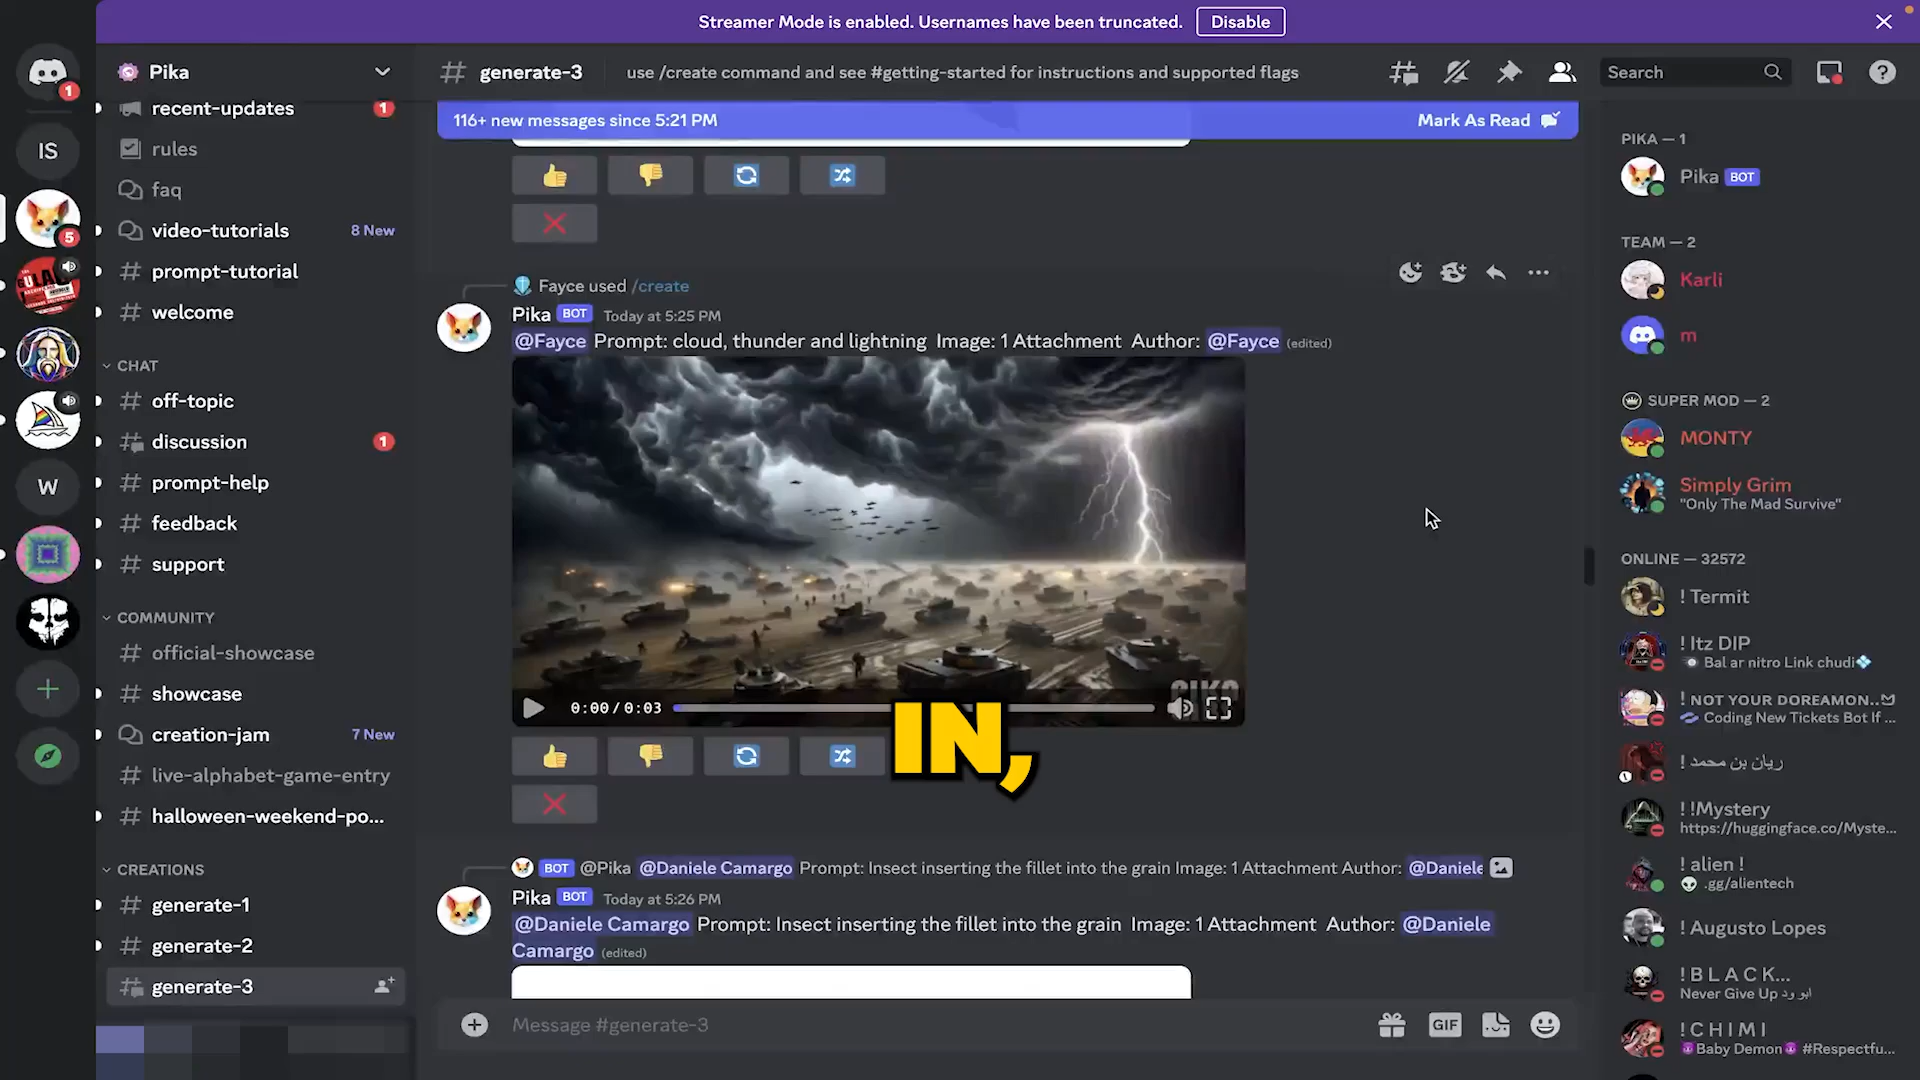 Streamer Mode is enabled. Usernames have been truncated.
Disable
1
IS
5
W
Pika
recent-updates 1
rules
faq
video-tutorials 8 New
prompt-tutorial
welcome
CHAT
off-topic
discussion 1
prompt-help
feedback
support
COMMUNITY
official-showcase
showcase
creation-jam 7 New
live-alphabet-game-entry
halloween-weekend-po...
CREATIONS
generate-1
generate-2
generate-3
generate-3
use /create command and see #getting-started for instructions and supported flags
Search
116+ new messages since 5:21 PM
Mark As Read
Fayce used /create
Pika BOT Today at 5:25 PM
@Fayce Prompt: cloud, thunder and lightning Image: 1 Attachment Author: @Fayce (edited)
PIKA
0:00 / 0:03
IN,
BOT @Pika @Daniele Camargo Prompt: Insect inserting the fillet into the grain Image: 1 Attachment Author: @Daniele
Pika BOT Today at 5:26 PM
@Daniele Camargo Prompt: Insect inserting the fillet into the grain Image: 1 Attachment Author: @Daniele
Camargo (edited)
Message #generate-3
GIF
PIKA — 1
Pika BOT
TEAM — 2
Karli
m
SUPER MOD — 2
MONTY
Simply Grim
"Only The Mad Survive"
ONLINE — 32572
! Termit
! Itz DIP
Bal ar nitro Link chudi
! NOT YOUR DOREAMON..
Coding New Tickets Bot If ...
! ريان بن محمد
! !Mystery
https://huggingface.co/Myste...
! alien !
.gg/alientech
! Augusto Lopes
! B L A C K...
Never Give Up ابو ود
! C H I M I
Baby Demon #Respectfu...